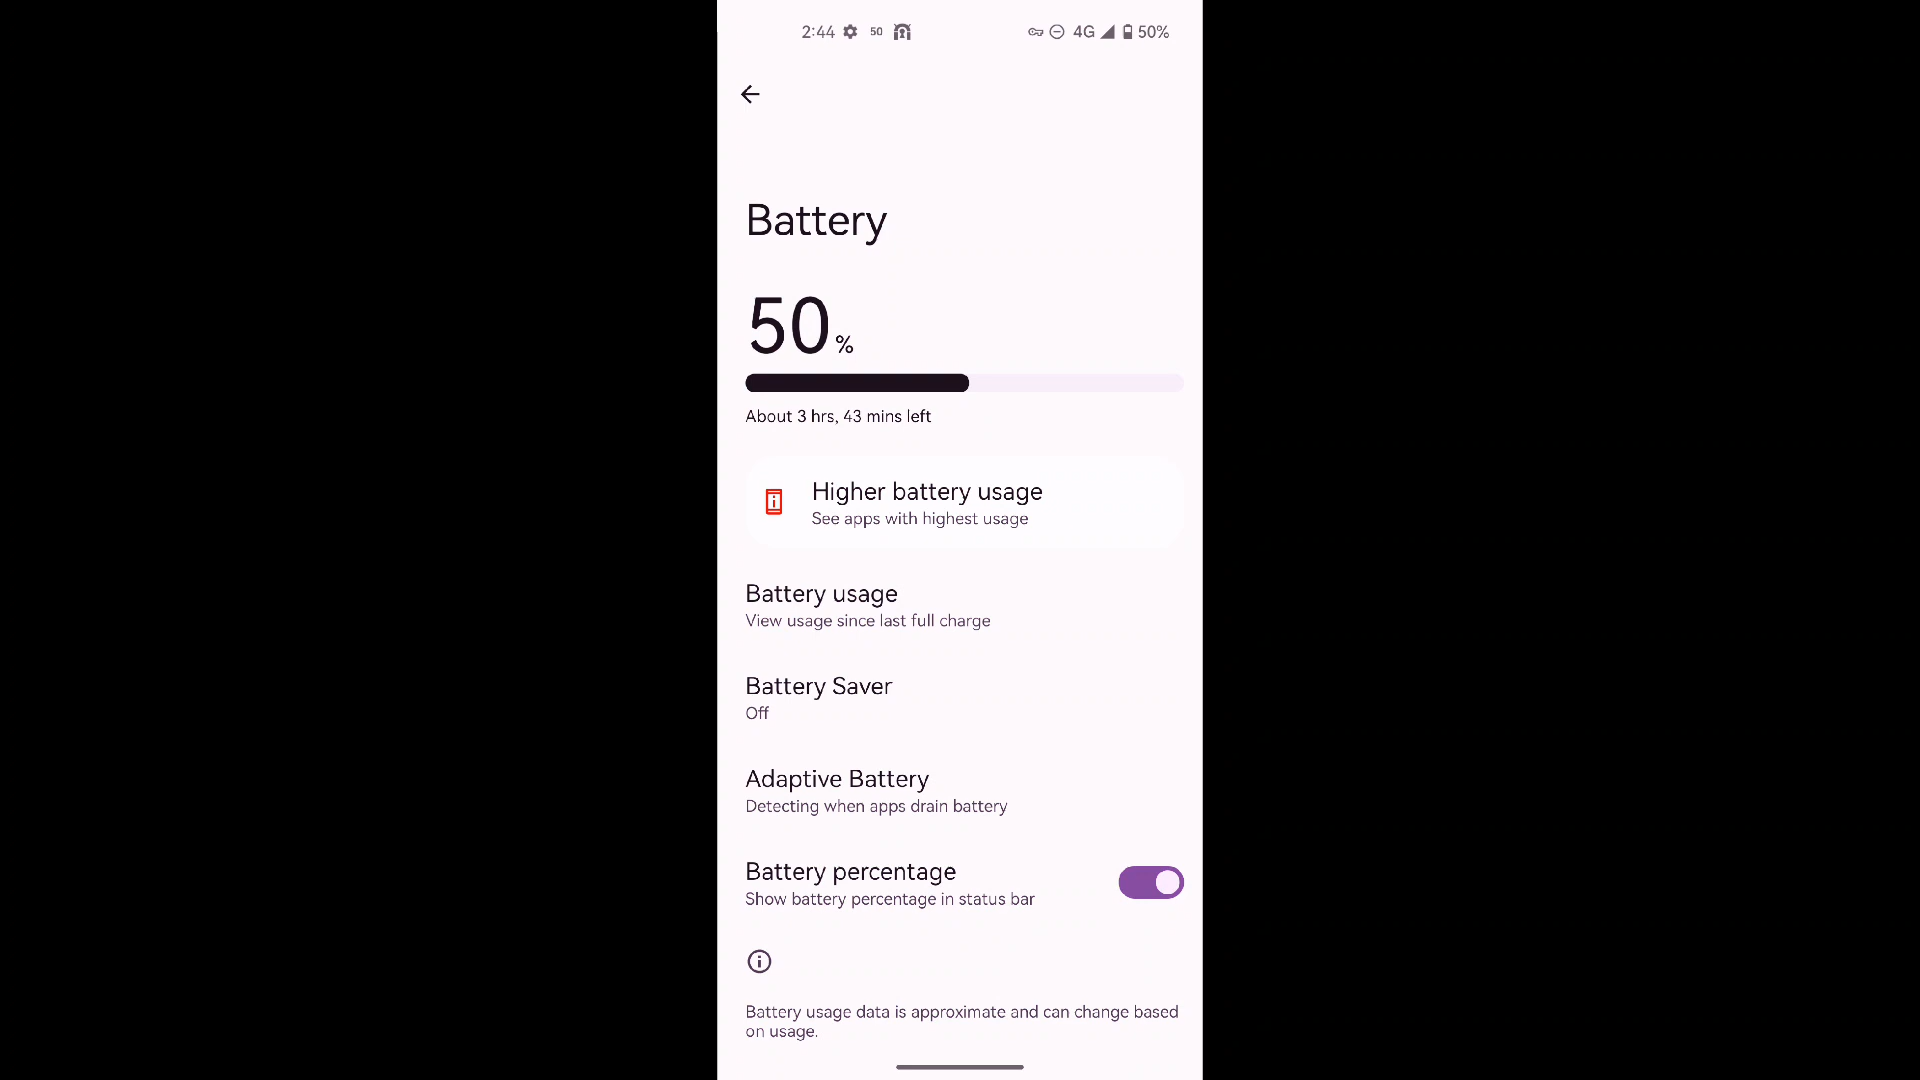 2:44 50 4G 50%
Battery
50%
About 3 hrs, 43 mins left
Higher battery usage
See apps with highest usage
Battery usage
View usage since last full charge
Battery Saver
Off
Adaptive Battery
Detecting when apps drain battery
Battery percentage
Show battery percentage in status bar
Battery usage data is approximate and can change based
on usage.